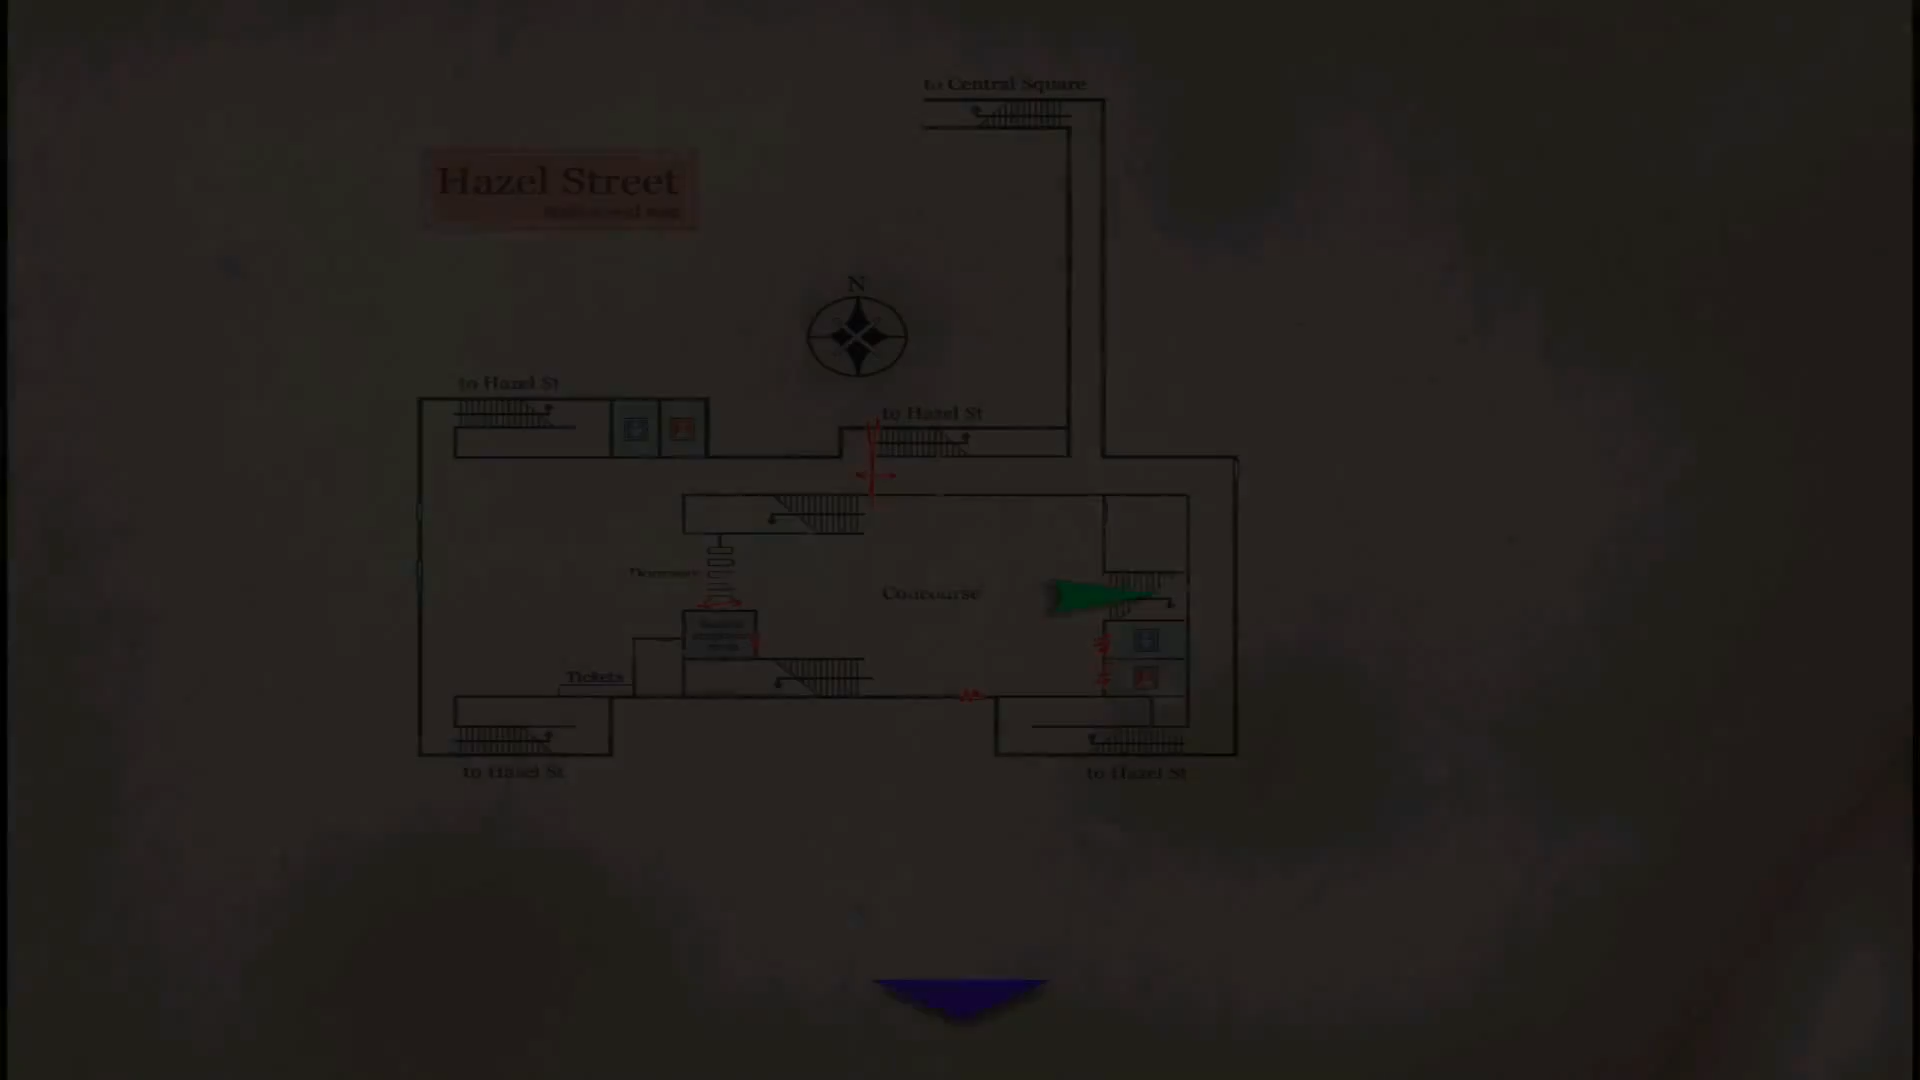 to Central Square
Hazel Street
N
to Hazel St
to Hazel St
Concourse
Tickets
to Hazel St
to Hazel St